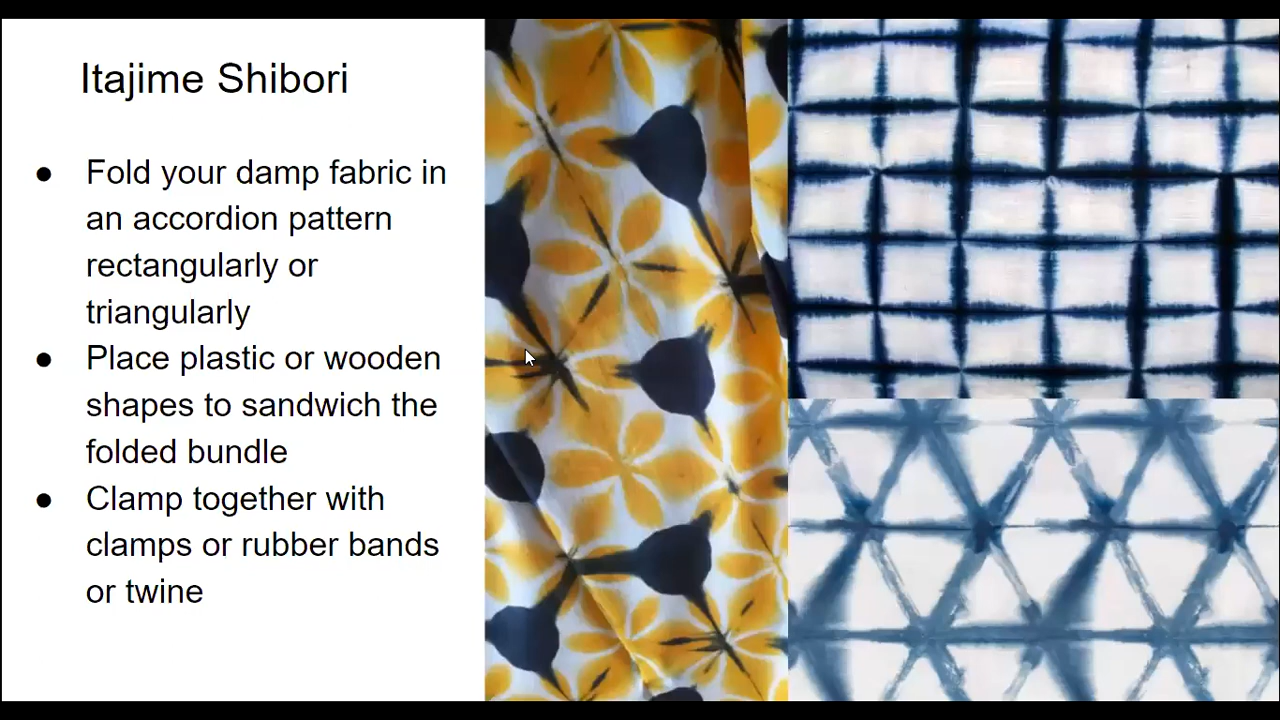 Itajime Shibori
● Fold your damp fabric in
an accordion pattern
rectangularly or
triangularly
● Place plastic or wooden
shapes to sandwich the
folded bundle
● Clamp together with
clamps or rubber bands
or twine